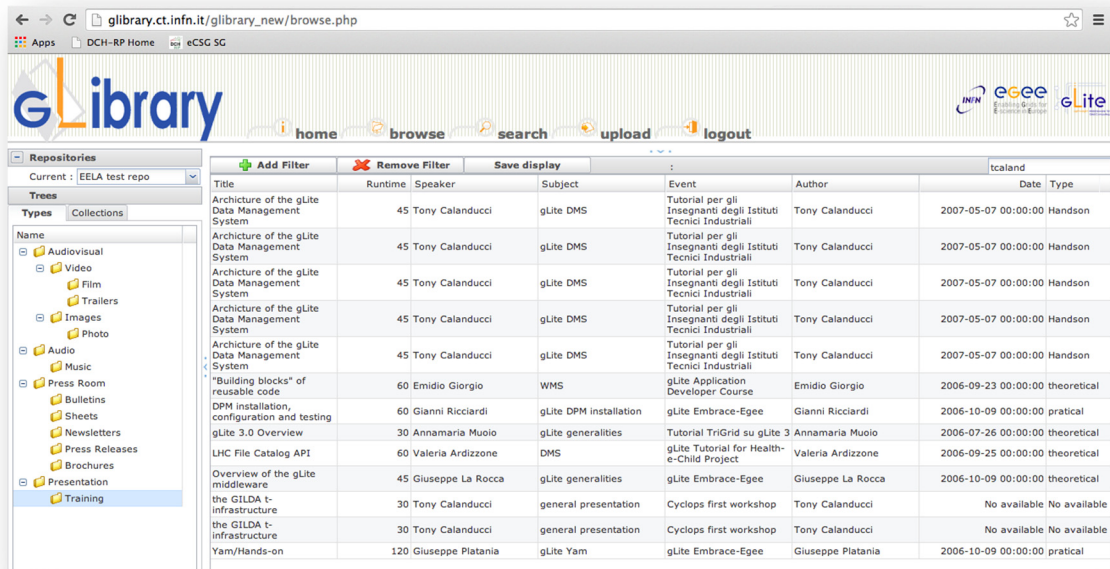 glibrary.ct.infn.it/glibrary_new/browse.php
Apps DCH-RP Home DCH eCSG SG
gLibrary
home browse search upload logout
INFN egee Enabling Grids for E-science in Europe gLite
Repositories
Current : EELA test repo
Trees
Types Collections
Name
Audiovisual
Video
Film
Trailers
Images
Photo
Audio
Music
Press Room
Bulletins
Sheets
Newsletters
Press Releases
Brochures
Presentation
Training
Add Filter Remove Filter Save display : tcaland
Title Runtime Speaker Subject Event Author Date Type
Archicture of the gLite Data Management System 45 Tony Calanducci gLite DMS Tutorial per gli Insegnanti degli Istituti Tecnici Industriali Tony Calanducci 2007-05-07 00:00:00 Handson
Archicture of the gLite Data Management System 45 Tony Calanducci gLite DMS Tutorial per gli Insegnanti degli Istituti Tecnici Industriali Tony Calanducci 2007-05-07 00:00:00 Handson
Archicture of the gLite Data Management System 45 Tony Calanducci gLite DMS Tutorial per gli Insegnanti degli Istituti Tecnici Industriali Tony Calanducci 2007-05-07 00:00:00 Handson
Archicture of the gLite Data Management System 45 Tony Calanducci gLite DMS Tutorial per gli Insegnanti degli Istituti Tecnici Industriali Tony Calanducci 2007-05-07 00:00:00 Handson
Archicture of the gLite Data Management System 45 Tony Calanducci gLite DMS Tutorial per gli Insegnanti degli Istituti Tecnici Industriali Tony Calanducci 2007-05-07 00:00:00 Handson
"Building blocks" of reusable code 60 Emidio Giorgio WMS gLite Application Developer Course Emidio Giorgio 2006-09-23 00:00:00 theoretical
DPM installation, configuration and testing 60 Gianni Ricciardi gLite DPM installation gLite Embrace-Egee Gianni Ricciardi 2006-10-09 00:00:00 pratical
gLite 3.0 Overview 30 Annamaria Muoio gLite generalities Tutorial TriGrid su gLite 3 Annamaria Muoio 2006-07-26 00:00:00 theoretical
LHC File Catalog API 60 Valeria Ardizzone DMS gLite Tutorial for Health-e-Child Project Valeria Ardizzone 2006-09-25 00:00:00 theoretical
Overview of the gLite middleware 45 Giuseppe La Rocca gLite generalities gLite Embrace-Egee Giuseppe La Rocca 2006-10-09 00:00:00 theoretical
the GILDA t-infrastructure 30 Tony Calanducci general presentation Cyclops first workshop Tony Calanducci No available No available
the GILDA t-infrastructure 30 Tony Calanducci general presentation Cyclops first workshop Tony Calanducci No available No available
Yam/Hands-on 120 Giuseppe Platania gLite Yam gLite Embrace-Egee Giuseppe Platania 2006-10-09 00:00:00 pratical